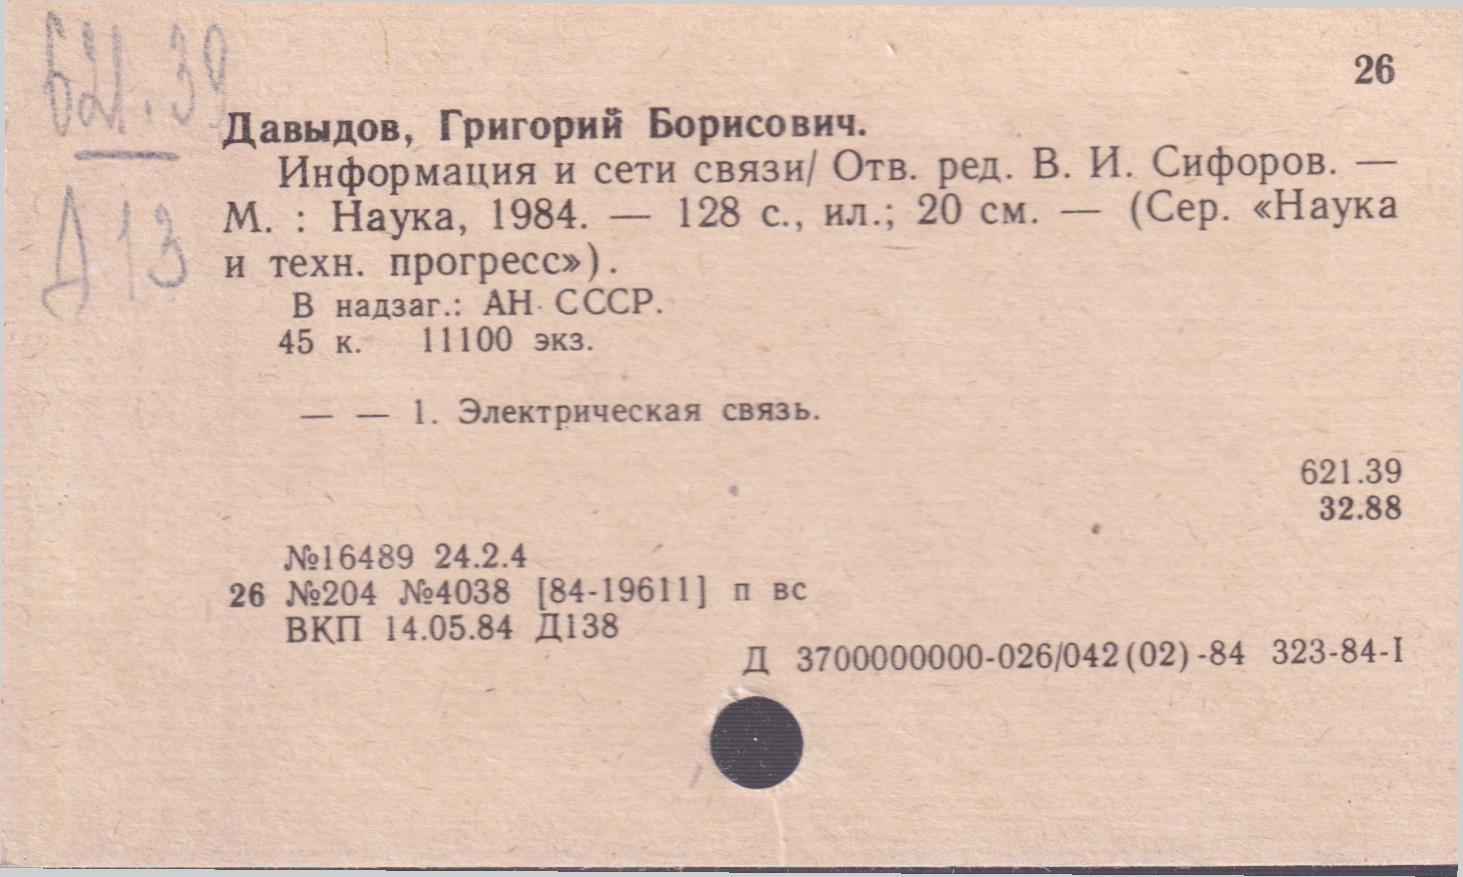 621.39
26
Давыдов, Григорий Борисович.
Информация и сети связи/ Отв. ред. В. И. Сифоров. —
М. : Наука, 1984. — 128 с., ил.; 20 см. — (Сер. «Наука
и техн. прогресс»).
Д13
В надзаг.: АН СССР.
45 к. 11100 экз.
— — 1. Электрическая связь.
621.39
32.88
№16489 24.2.4
26 №204 №4038 [84-19611] п вс
ВКП 14.05.84 Д138
Д 3700000000-026/042(02)-84 323-84-I